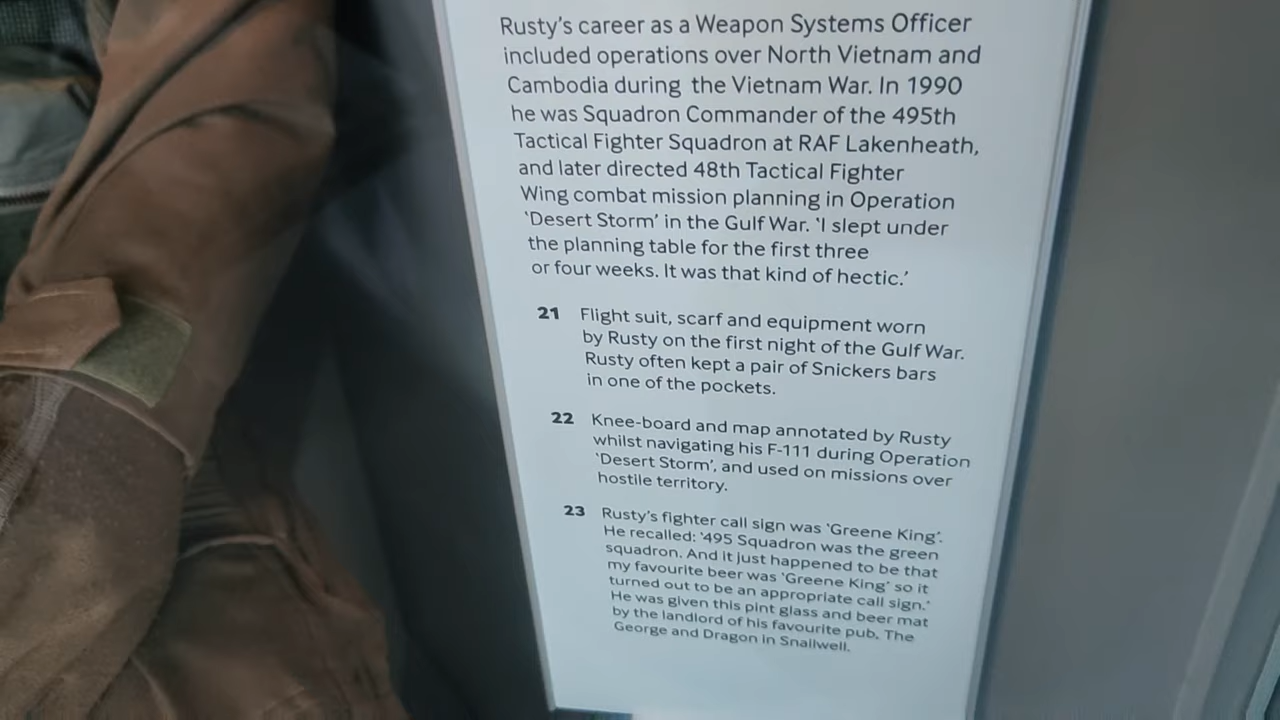 Rusty's career as a Weapon Systems Officer
included operations over North Vietnam and
Cambodia during the Vietnam War. In 1990
he was Squadron Commander of the 495th
Tactical Fighter Squadron at RAF Lakenheath,
and later directed 48th Tactical Fighter
Wing combat mission planning in Operation
'Desert Storm' in the Gulf War. 'I slept under
the planning table for the first three
or four weeks. It was that kind of hectic.'
21 Flight suit, scarf and equipment worn
by Rusty on the first night of the Gulf War.
Rusty often kept a pair of Snickers bars
in one of the pockets.
22 Knee-board and map annotated by Rusty
whilst navigating his F-111 during Operation
'Desert Storm', and used on missions over
hostile territory.
23 Rusty's fighter call sign was 'Greene King'.
He recalled: '495 Squadron was the green
squadron. And it just happened to be that
my favourite beer was 'Greene King' so it
turned out to be an appropriate call sign.'
He was given this pint glass and beer mat
by the landlord of his favourite pub, The
George and Dragon in Snailwell.